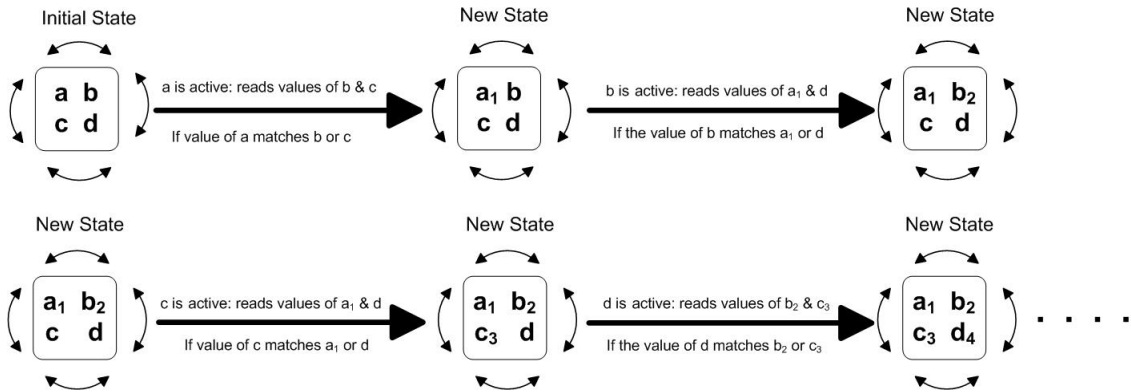 Initial State
New State
New State
a b
c d
a is active: reads values of b & c
If value of a matches b or c
a₁ b
c d
b is active: reads values of a₁ & d
If the value of b matches a₁ or d
a₁ b₂
c d
New State
New State
New State
a₁ b₂
c d
c is active: reads values of a₁ & d
If value of c matches a₁ or d
a₁ b₂
c₃ d
d is active: reads values of b₂ & c₃
If the value of d matches b₂ or c₃
a₁ b₂
c₃ d₄
. . . .